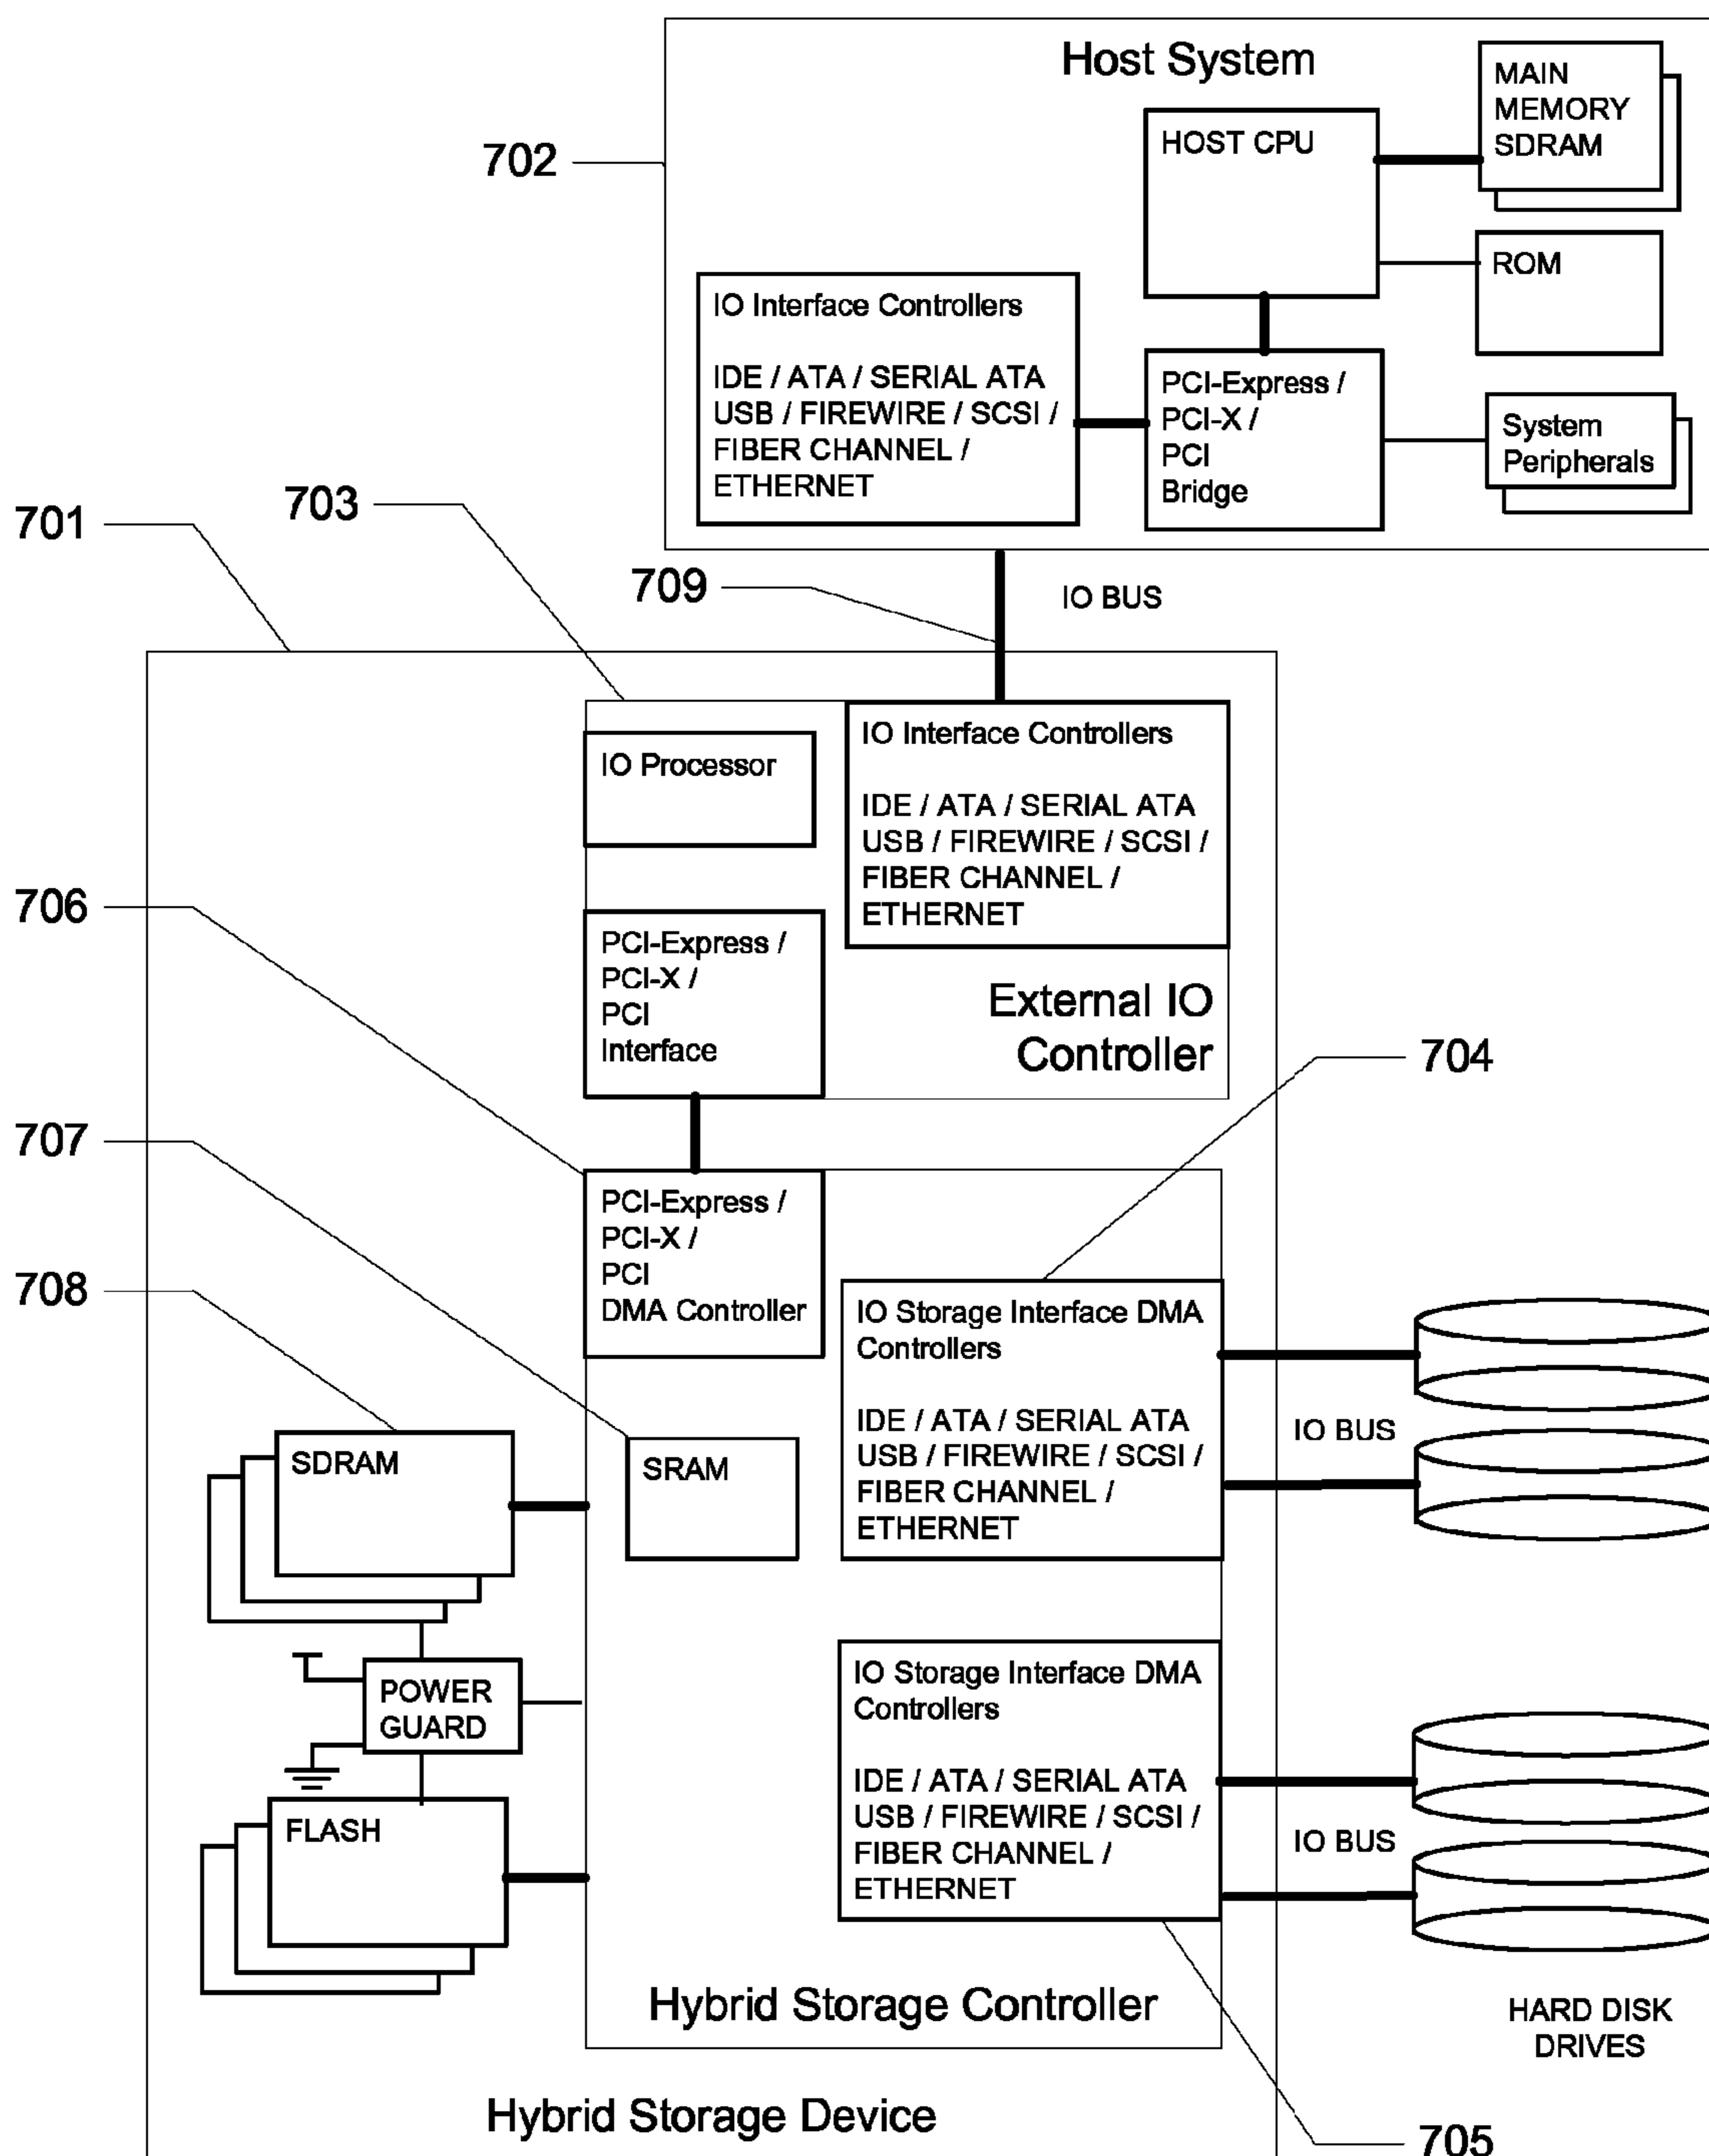 Host System
MAIN
MEMORY
SDRAM
HOST CPU
702
ROM
IO Interface Controllers
IDE / ATA / SERIAL ATA
USB / FIREWIRE / SCSI /
FIBER CHANNEL /
ETHERNET
PCI-Express /
PCI-X /
PCI
Bridge
System
Peripherals
703
701
709
IO BUS
IO Processor
IO Interface Controllers
IDE / ATA / SERIAL ATA
USB / FIREWIRE / SCSI /
FIBER CHANNEL /
ETHERNET
706
PCI-Express /
PCI-X /
PCI
Interface
External IO
Controller
704
707
PCI-Express /
PCI-X /
PCI
DMA Controller
708
IO Storage Interface DMA
Controllers
IDE / ATA / SERIAL ATA
USB / FIREWIRE / SCSI /
FIBER CHANNEL /
ETHERNET
IO BUS
SDRAM
SRAM
POWER
GUARD
IO Storage Interface DMA
Controllers
IDE / ATA / SERIAL ATA
USB / FIREWIRE / SCSI /
FIBER CHANNEL /
ETHERNET
IO BUS
FLASH
Hybrid Storage Controller
HARD DISK
DRIVES
Hybrid Storage Device
705